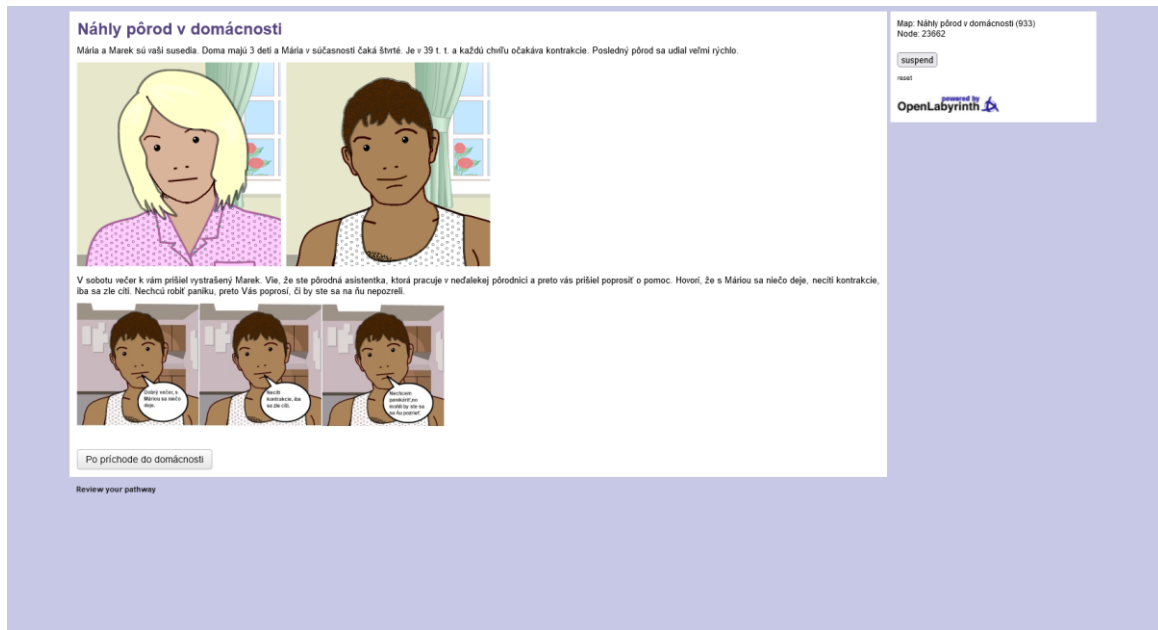 Náhly pôrod v domácnosti
Mária a Marek sú vaši susedia. Doma majú 3 deti a Mária v súčasnosti čaká štvrté. Je v 39 t. t. a každú chvíľu očakáva kontrakcie. Posledný pôrod sa udial veľmi rýchlo.
V sobotu večer k vám prišiel vystrašený Marek. Vie, že ste pôrodná asistentka, ktorá pracuje v neďalekej pôrodnici a preto vás prišiel poprosiť o pomoc. Hovorí, že s Máriou sa niečo deje, necíti kontrakcie,
iba sa zle cíti. Nechcú robiť paniku, preto Vás poprosí, či by ste sa na ňu nepozreli.
Dobrý večer, s
Máriou sa niečo
deje.
Necíti
kontrakcie, iba
sa zle cíti.
Nechcem
panikáriť,no
mohli by ste sa
na ňu pozrieť
Po príchode do domácnosti
Review your pathway
Map: Náhly pôrod v domácnosti (933)
Node: 23662
suspend
reset
powered by
OpenLabyrinth